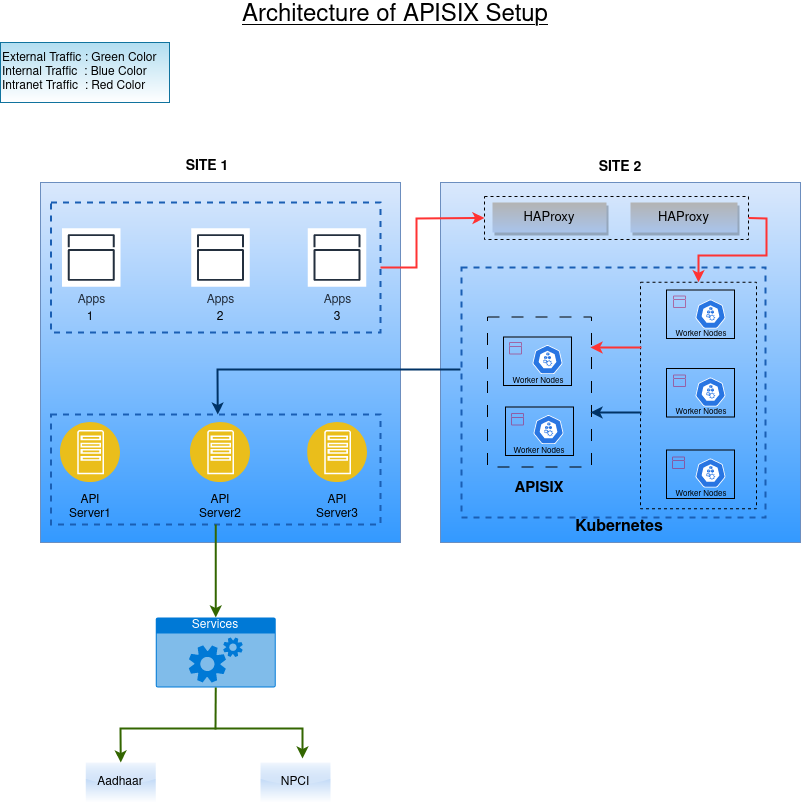 Architecture of APISIX Setup
External Traffic : Green Color
Internal Traffic : Blue Color
Intranet Traffic : Red Color
SITE 1
SITE 2
HAProxy
HAProxy
Apps
1
Apps
2
Apps
3
Worker Nodes
Worker Nodes
Worker Nodes
Worker Nodes
Worker Nodes
APISIX
Kubernetes
API
Server1
API
Server2
API
Server3
Services
Aadhaar
NPCI